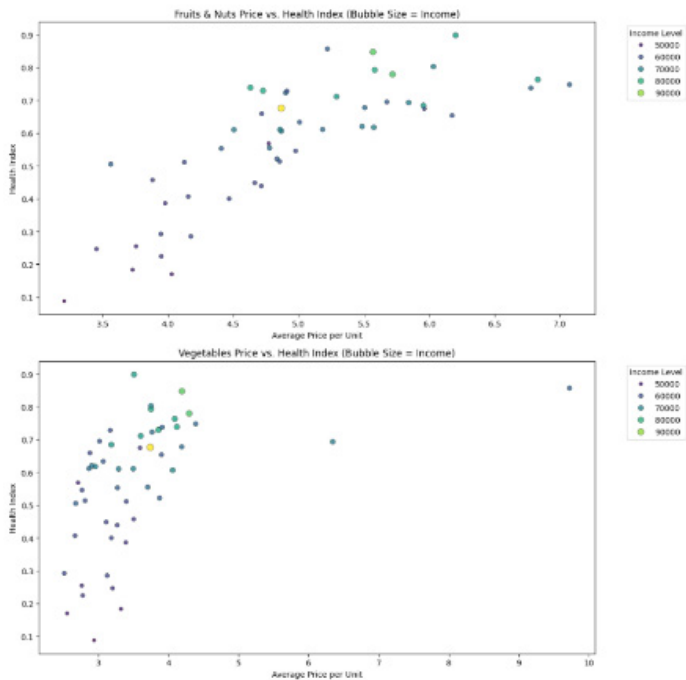 Fruits & Nuts Price vs. Health Index (Bubble Size = Income)
Income Level
50000
60000
70000
80000
90000
Health Index
0.9
0.8
0.7
0.6
0.5
0.4
0.3
0.2
0.1
3.5 4.0 4.5 5.0 5.5 6.0 6.5 7.0
Average Price per Unit
Vegetables Price vs. Health Index (Bubble Size = Income)
Income Level
50000
60000
70000
80000
90000
Health Index
0.9
0.8
0.7
0.6
0.5
0.4
0.3
0.2
0.1
3 4 5 6 7 8 9 10
Average Price per Unit